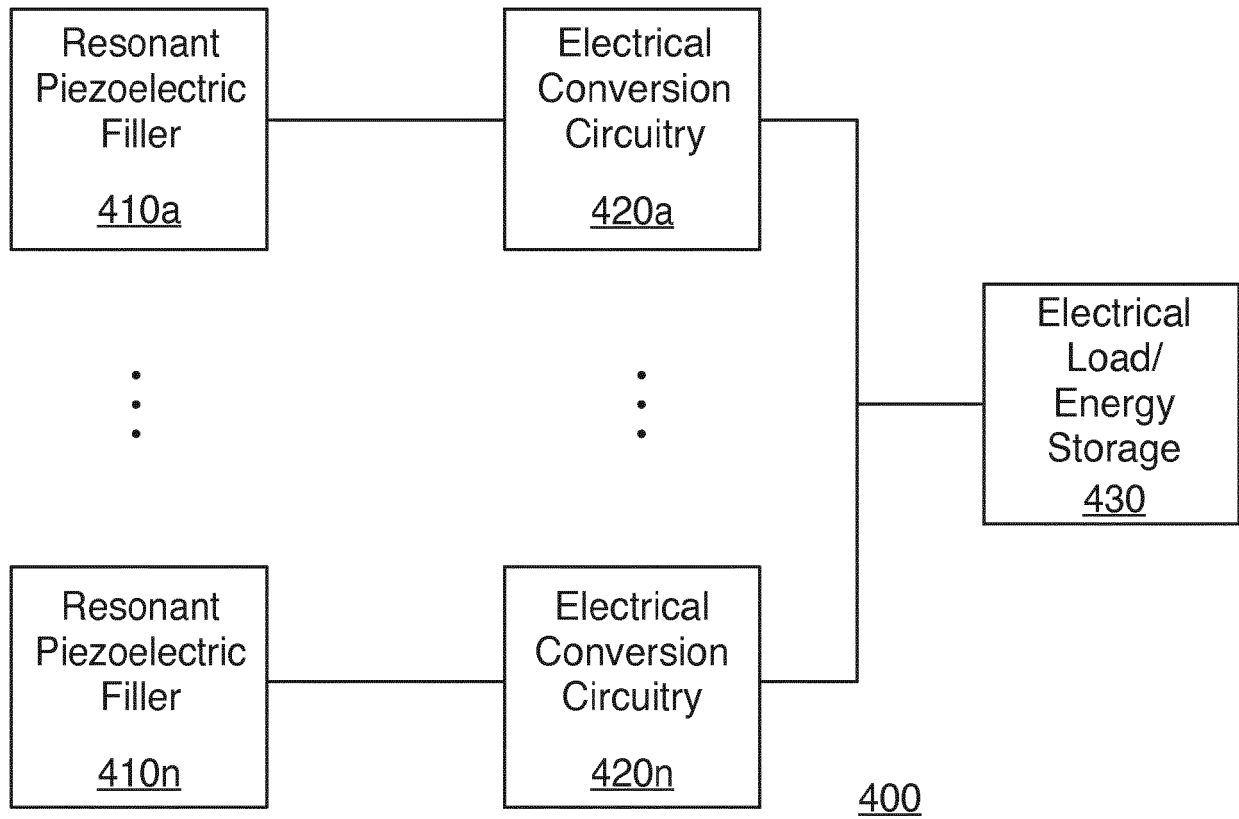 Resonant
Piezoelectric
Filler
410a
Electrical
Conversion
Circuitry
420a
Electrical
Load/
Energy
Storage
430
Resonant
Piezoelectric
Filler
410n
Electrical
Conversion
Circuitry
420n
400